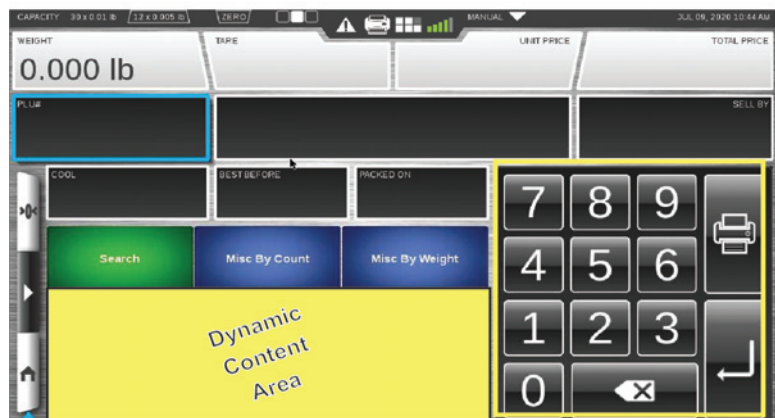 CAPACITY 30 x 0.01 lb 12 x 0.005 lb ZERO MANUAL JUL 09, 2020 10:44 AM
WEIGHT TARE UNIT PRICE TOTAL PRICE
0.000 lb
PLU# SELL BY
COOL BEST BEFORE PACKED ON
>0<
7 8 9
Search Misc By Count Misc By Weight
4 5 6
Dynamic
Content
Area
1 2 3
0